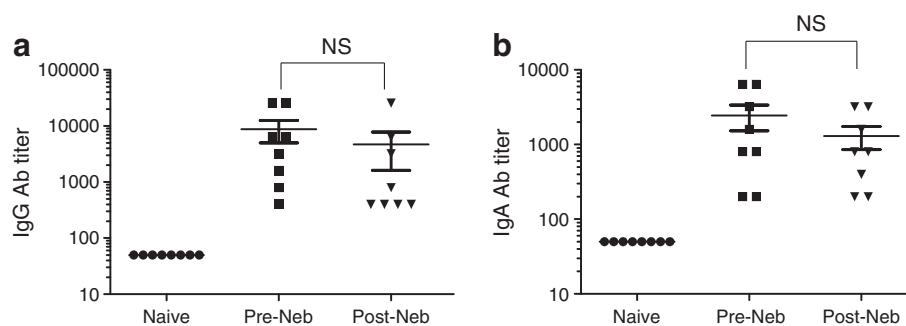 a
NS
IgG Ab titer
100000
10000
1000
100
10
Naive
Pre-Neb
Post-Neb
b
NS
IgA Ab titer
10000
1000
100
10
Naive
Pre-Neb
Post-Neb